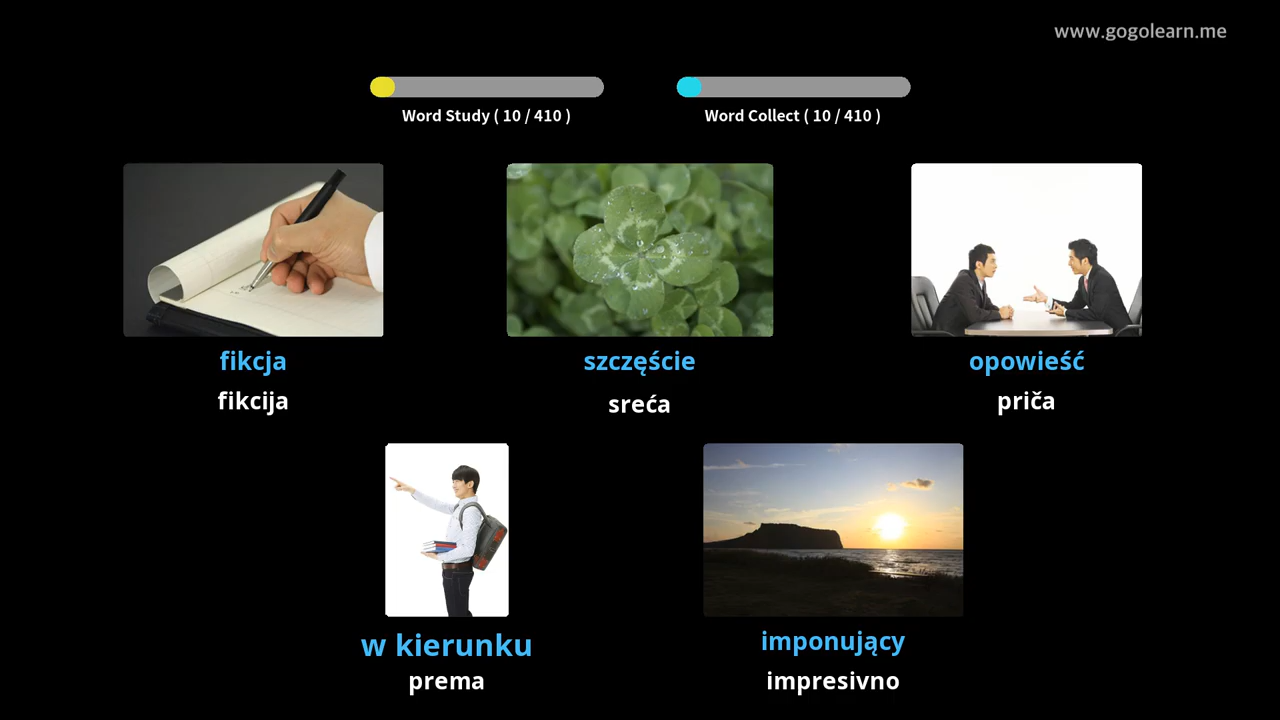 www.gogolearn.me
Word Study ( 10 / 410 )
Word Collect ( 10 / 410 )
fikcja
fikcija
szczęście
sreća
opowieść
priča
w kierunku
prema
imponujący
impresivno